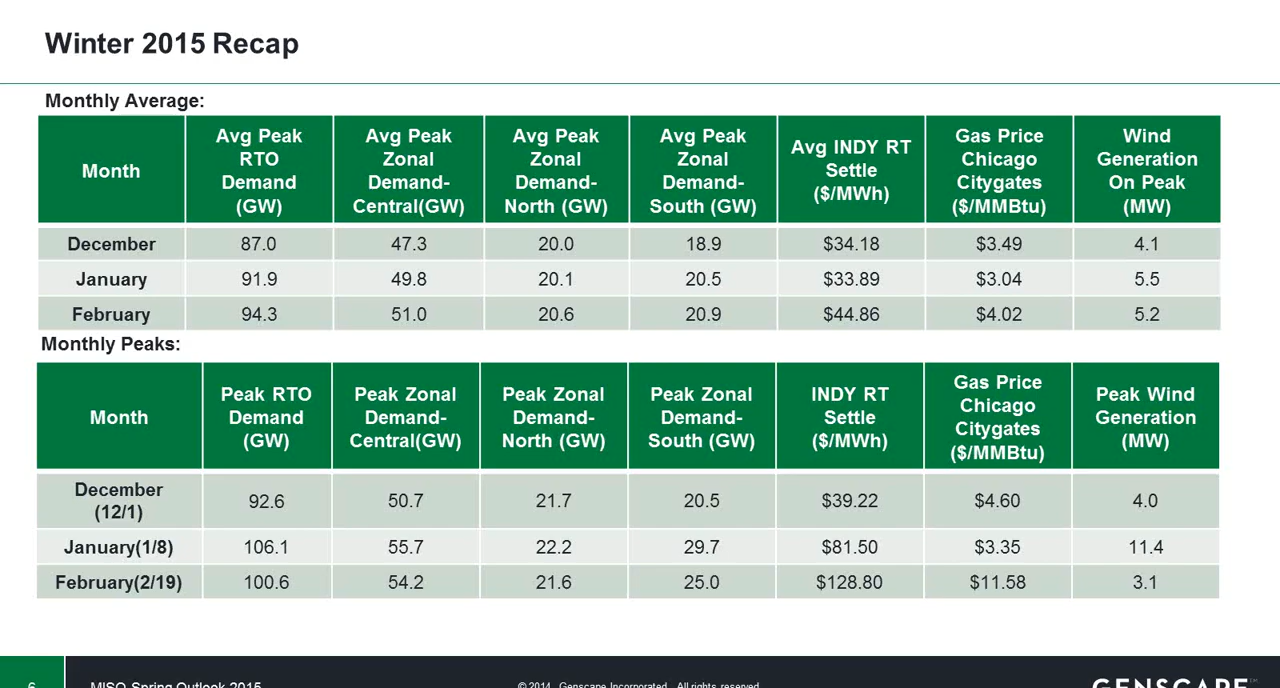 Winter 2015 Recap
Monthly Average:
Month
Avg Peak
RTO
Demand
(GW)
Avg Peak
Zonal
Demand-
Central(GW)
Avg Peak
Zonal
Demand-
North (GW)
Avg Peak
Zonal
Demand-
South (GW)
Avg INDY RT
Settle
($/MWh)
Gas Price
Chicago
Citygates
($/MMBtu)
Wind
Generation
On Peak
(MW)
December 87.0 47.3 20.0 18.9 $34.18 $3.49 4.1
January 91.9 49.8 20.1 20.5 $33.89 $3.04 5.5
February 94.3 51.0 20.6 20.9 $44.86 $4.02 5.2
Monthly Peaks:
Month
Peak RTO
Demand
(GW)
Peak Zonal
Demand-
Central(GW)
Peak Zonal
Demand-
North (GW)
Peak Zonal
Demand-
South (GW)
INDY RT
Settle
($/MWh)
Gas Price
Chicago
Citygates
($/MMBtu)
Peak Wind
Generation
(MW)
December
(12/1)
92.6 50.7 21.7 20.5 $39.22 $4.60 4.0
January(1/8) 106.1 55.7 22.2 29.7 $81.50 $3.35 11.4
February(2/19) 100.6 54.2 21.6 25.0 $128.80 $11.58 3.1
6
MISO Spring Outlook 2015
© 2014 Genscape Incorporated. All rights reserved
GENSCAPE™